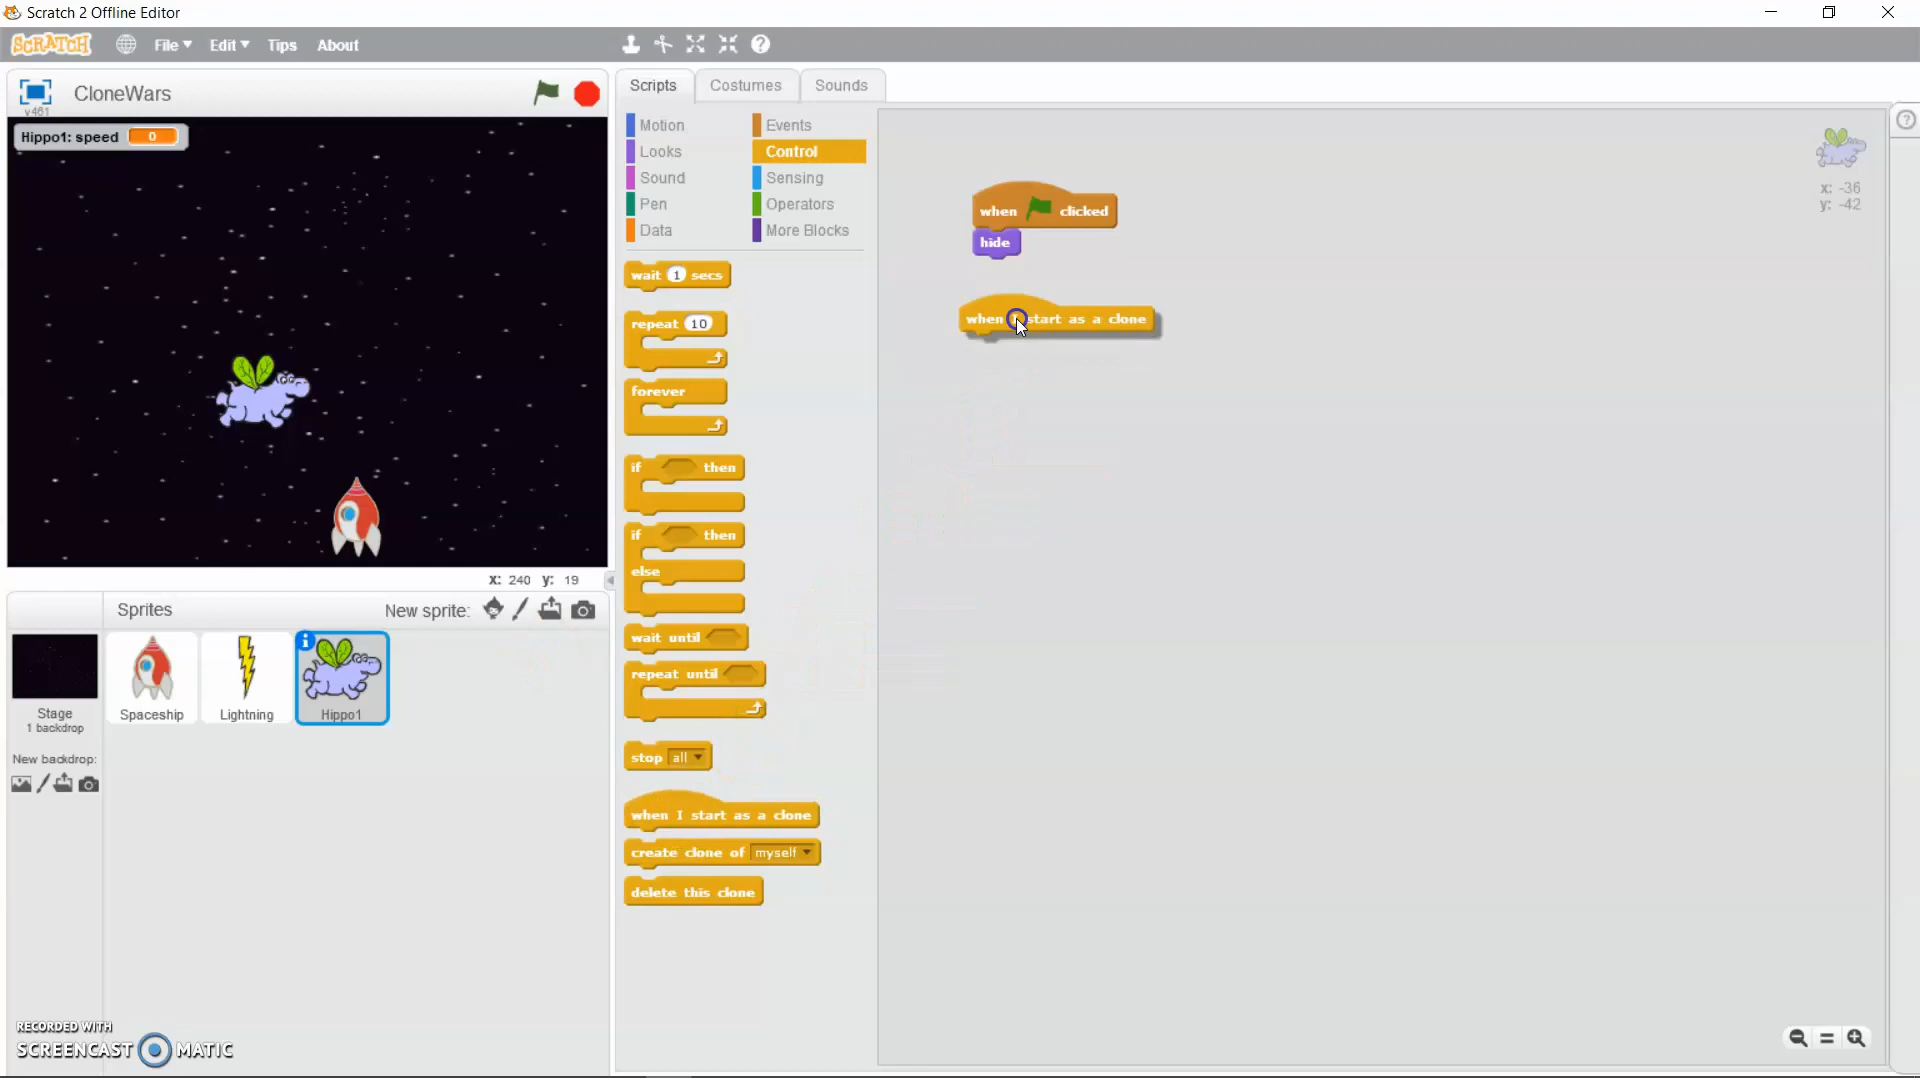 Scratch 2 Offline Editor
SCRATCH File Edit Tips About
CloneWars
v461
Hippo1: speed 0
x: 240 y: 19
Sprites New sprite:
Spaceship Lightning Hippo1
Stage
1 backdrop
New backdrop:
RECORDED WITH
SCREENCAST MATIC
Scripts Costumes Sounds
Motion Events
Looks Control
Sound Sensing
Pen Operators
Data More Blocks
wait 1 secs
repeat 10
forever
if then
if then
else
wait until
repeat until
stop all
when I start as a clone
create clone of myself
delete this clone
when clicked
hide
when I start as a clone
x: -36
y: -42